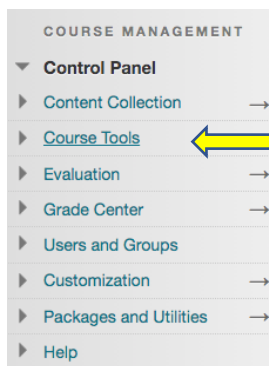 COURSE MANAGEMENT
Control Panel
Content Collection
Course Tools
Evaluation
Grade Center
Users and Groups
Customization
Packages and Utilities
Help